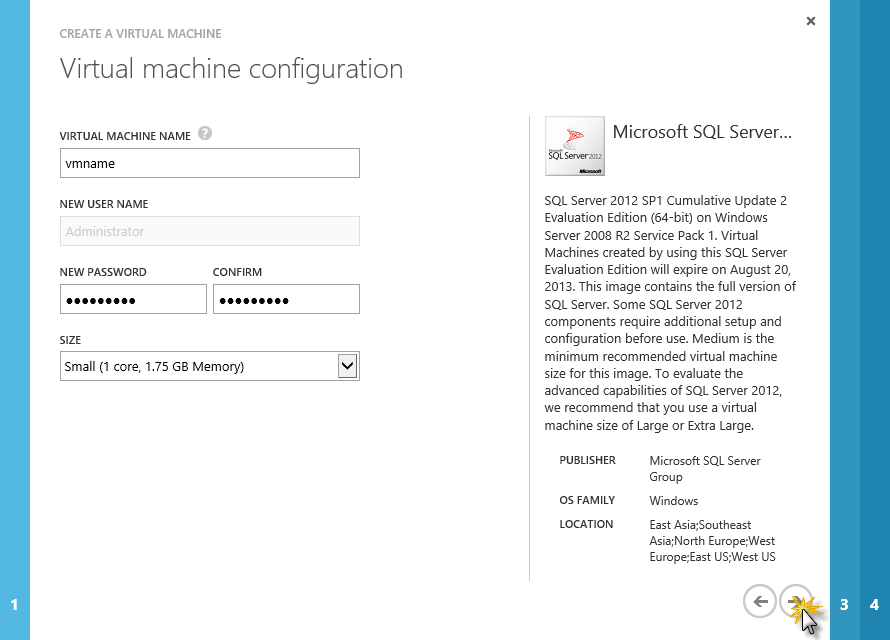 CREATE A VIRTUAL MACHINE
Virtual machine configuration
VIRTUAL MACHINE NAME ?
vmname
NEW USER NAME
Administrator
NEW PASSWORD CONFIRM
●●●●●●●●● ●●●●●●●●●
SIZE
Small (1 core, 1.75 GB Memory)
Microsoft SQL Server...
Microsoft
SQL Server 2012
Microsoft
SQL Server 2012 SP1 Cumulative Update 2
Evaluation Edition (64-bit) on Windows
Server 2008 R2 Service Pack 1. Virtual
Machines created by using this SQL Server
Evaluation Edition will expire on August 20,
2013. This image contains the full version of
SQL Server. Some SQL Server 2012
components require additional setup and
configuration before use. Medium is the
minimum recommended virtual machine
size for this image. To evaluate the
advanced capabilities of SQL Server 2012,
we recommend that you use a virtual
machine size of Large or Extra Large.
PUBLISHER Microsoft SQL Server
Group
OS FAMILY Windows
LOCATION East Asia;Southeast
Asia;North Europe;West
Europe;East US;West US
1
3 4